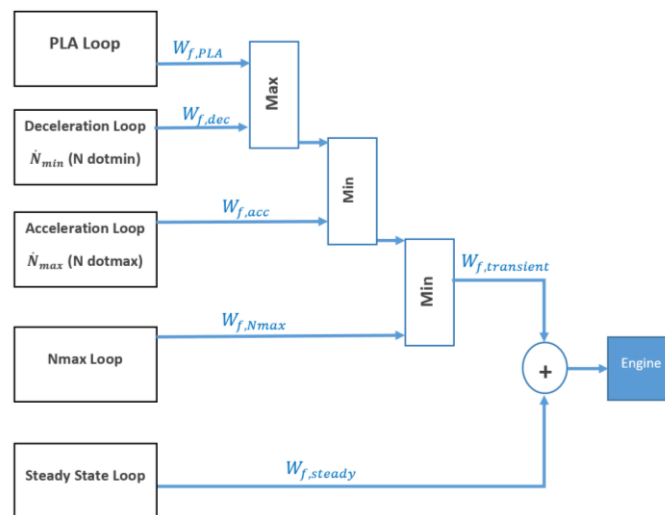 PLA Loop
W_{f,PLA}
Max
Deceleration Loop
Ṅ_{min} (N dotmin)
W_{f,dec}
Min
Acceleration Loop
Ṅ_{max} (N dotmax)
W_{f,acc}
Min
W_{f,transient}
Nmax Loop
W_{f,Nmax}
+
Engine
Steady State Loop
W_{f,steady}